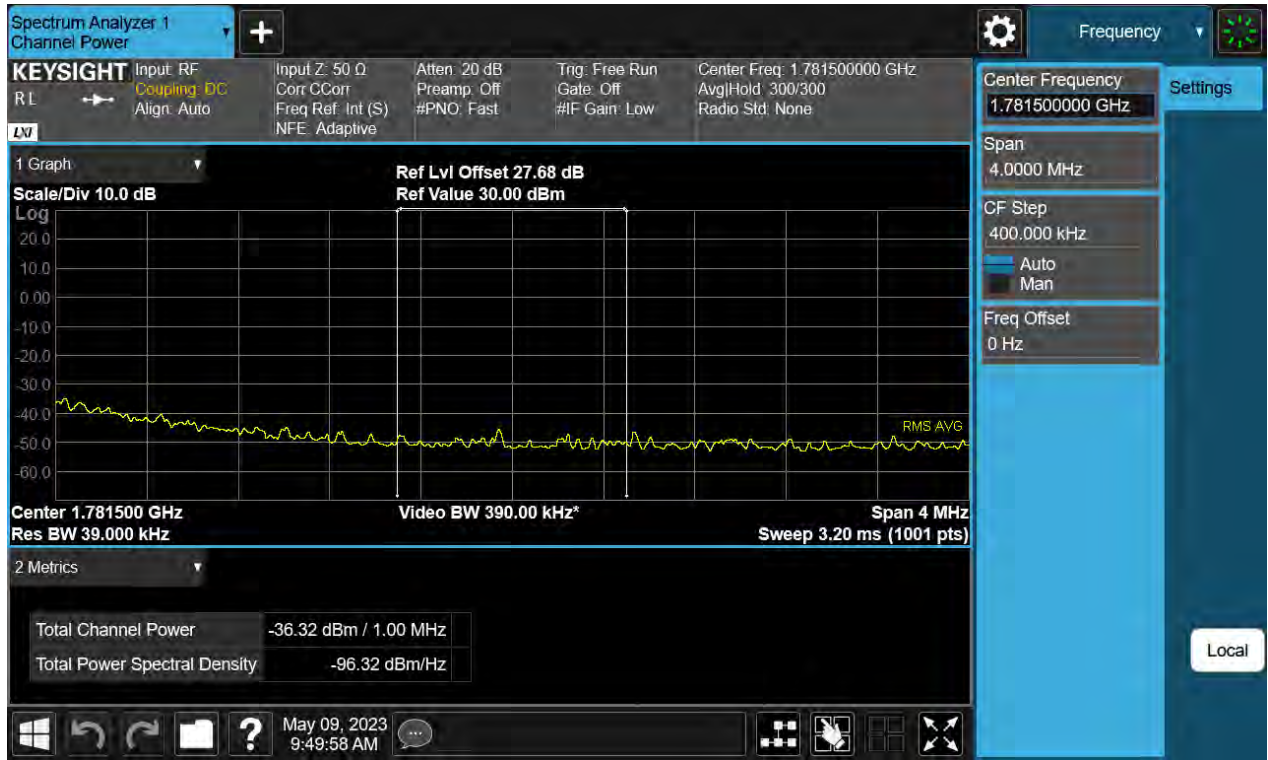 Spectrum Analyzer 1
Channel Power
Frequency
KEYSIGHT
RL
LXI
Input: RF
Coupling: DC
Align: Auto
Input Z: 50 Ω
Corr CCorr
Freq Ref: Int (S)
NFE: Adaptive
Atten: 20 dB
Preamp: Off
#PNO: Fast
Trig: Free Run
Gate: Off
#IF Gain: Low
Center Freq: 1.781500000 GHz
Avg|Hold: 300/300
Radio Std: None
1 Graph
Scale/Div 10.0 dB
Ref Lvl Offset 27.68 dB
Ref Value 30.00 dBm
Log
20.0
10.0
0.00
-10.0
-20.0
-30.0
-40.0
-50.0
-60.0
RMS AVG
Center 1.781500 GHz
Video BW 390.00 kHz*
Span 4 MHz
Res BW 39.000 kHz
Sweep 3.20 ms (1001 pts)
2 Metrics
Total Channel Power -36.32 dBm / 1.00 MHz
Total Power Spectral Density -96.32 dBm/Hz
Center Frequency
1.781500000 GHz
Settings
Span
4.0000 MHz
CF Step
400.000 kHz
Auto
Man
Freq Offset
0 Hz
Local
?
May 09, 2023
9:49:58 AM